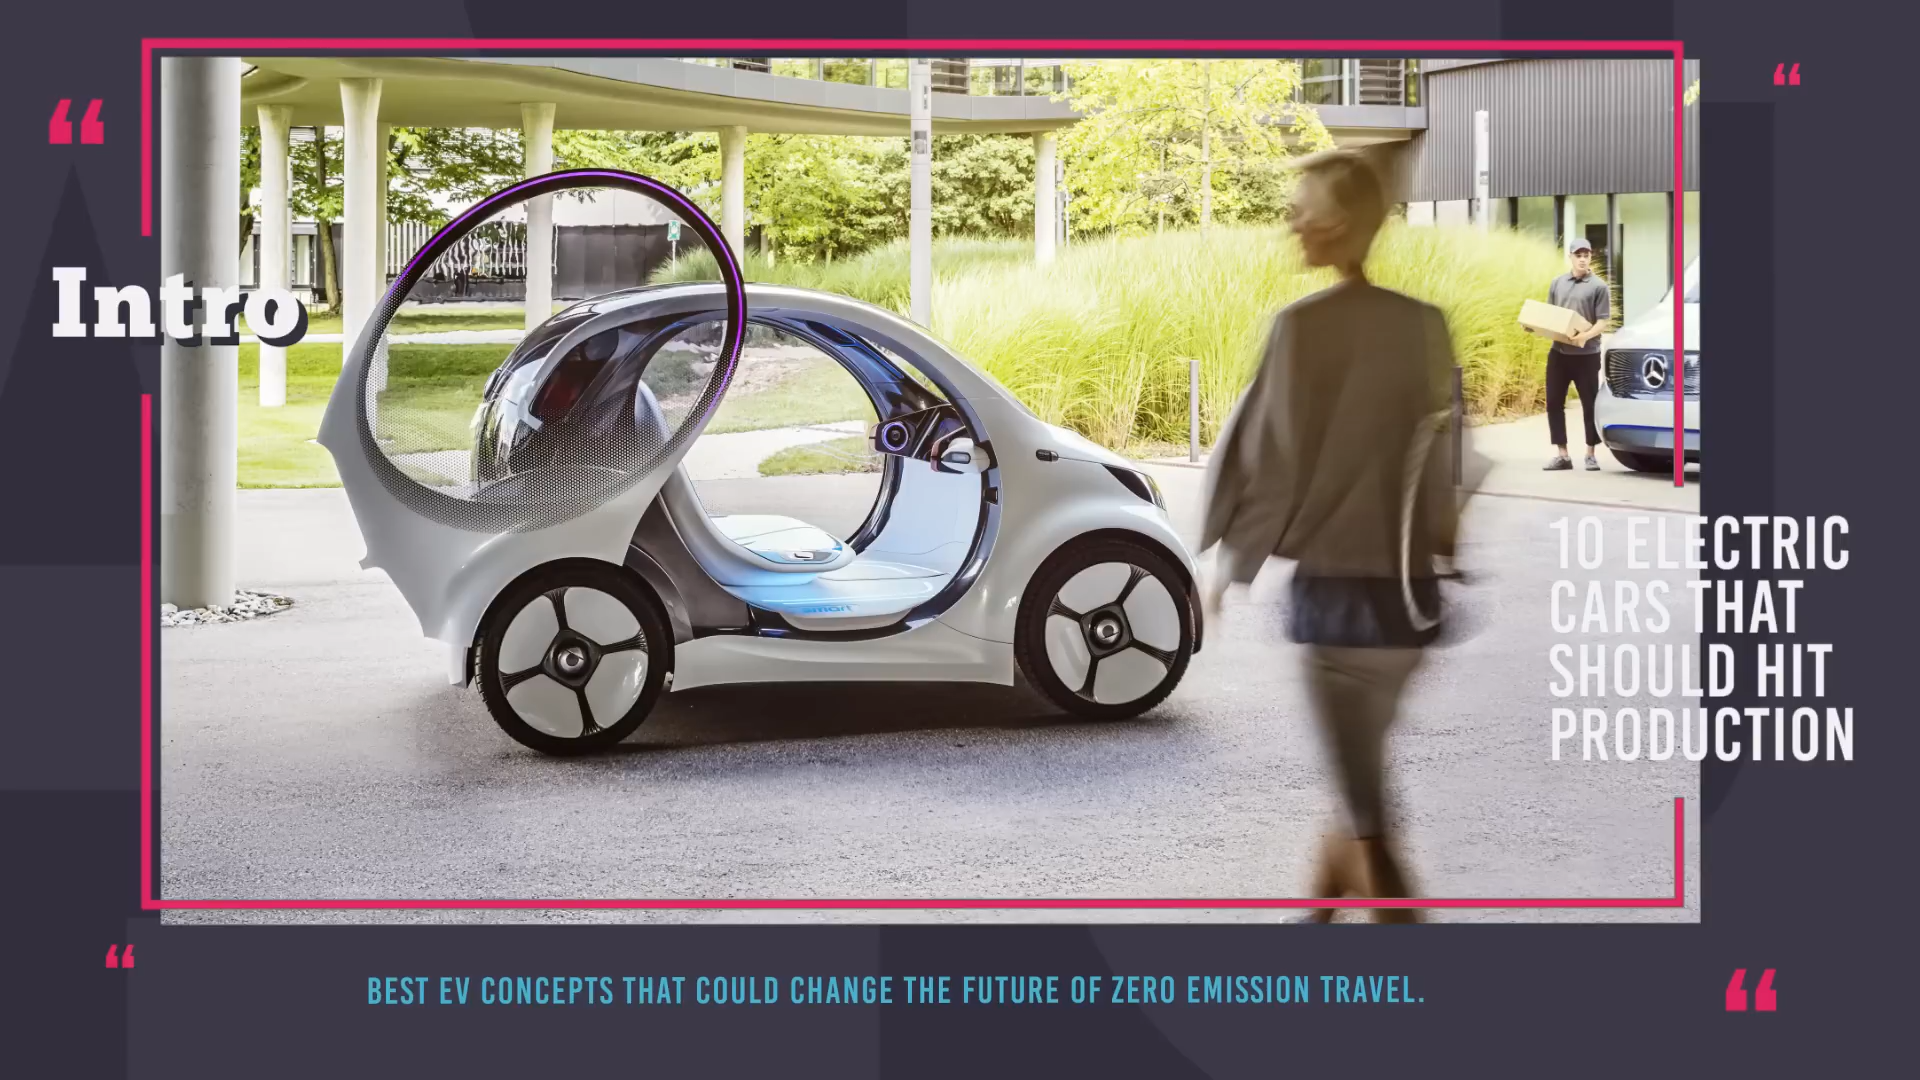 Intro
10 ELECTRIC
CARS THAT
SHOULD HIT
PRODUCTION
smart
BEST EV CONCEPTS THAT COULD CHANGE THE FUTURE OF ZERO EMISSION TRAVEL.